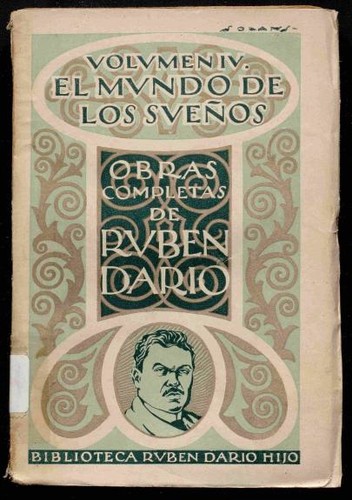 VOLVMEN IV.
EL MVNDO DE
LOS SVEÑOS
OBRAS
COMPLETAS
DE
RVBEN
DARIO
BIBLIOTECA RVBEN DARIO HIJO